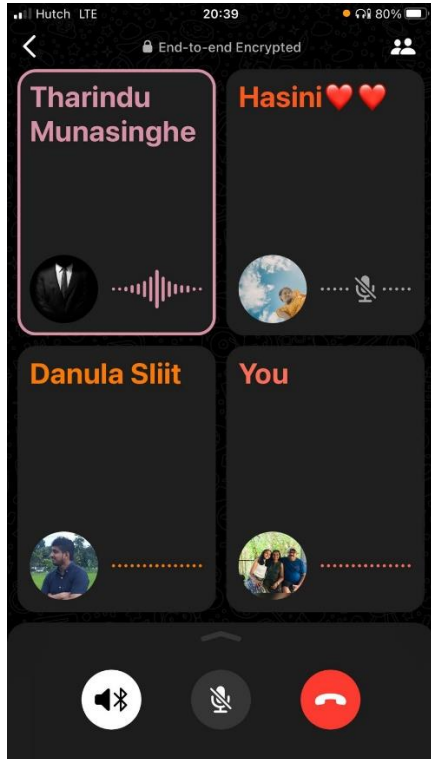 Hutch LTE 20:39 80%
End-to-end Encrypted
Tharindu
Munasinghe
Hasini❤️❤️
Danula Sliit
You